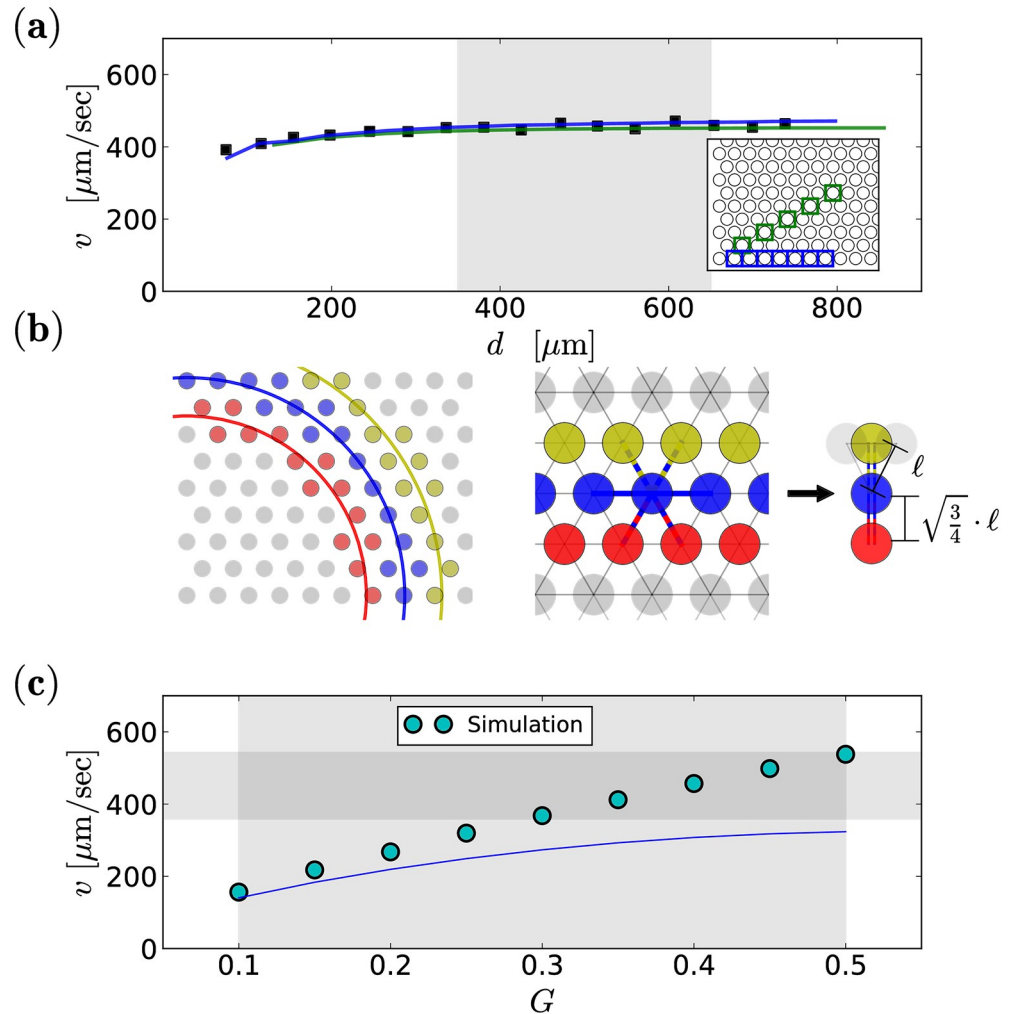 (a)
600
400
200
0
v [μm/sec]
200 400 600 800
d [μm]
(b)
ℓ
√3/4 · ℓ
(c)
Simulation
600
400
200
0
v [μm/sec]
0.1 0.2 0.3 0.4 0.5
G